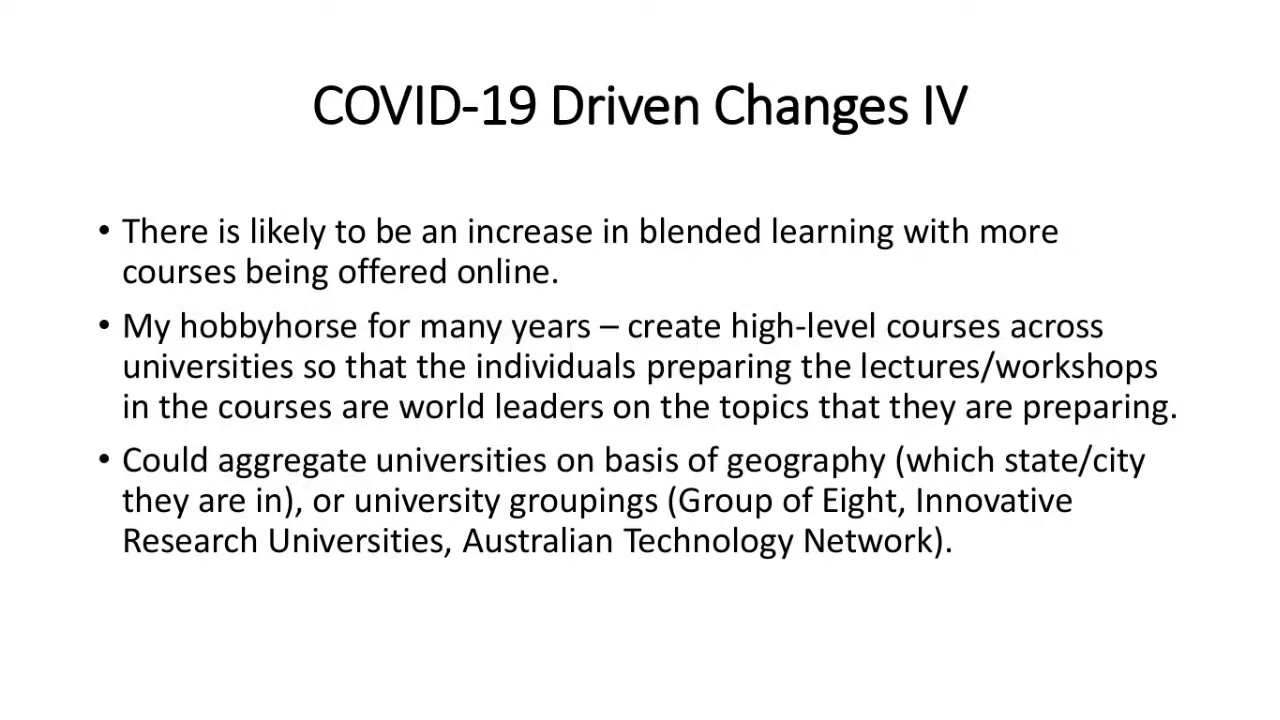 COVID-19 Driven Changes IV
• There is likely to be an increase in blended learning with more
courses being offered online.
• My hobbyhorse for many years – create high-level courses across
universities so that the individuals preparing the lectures/workshops
in the courses are world leaders on the topics that they are preparing.
• Could aggregate universities on basis of geography (which state/city
they are in), or university groupings (Group of Eight, Innovative
Research Universities, Australian Technology Network).